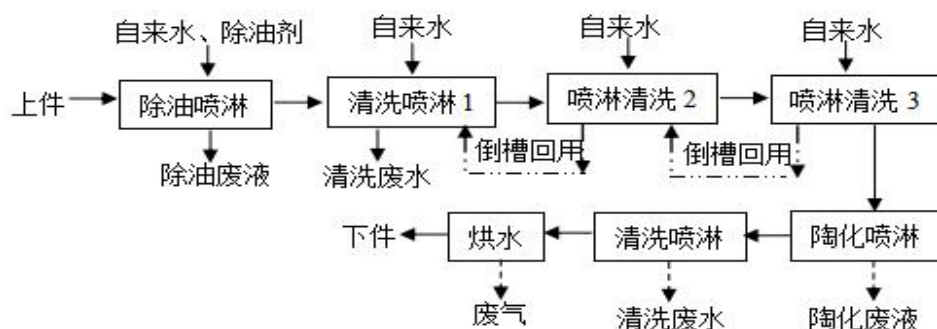 自来水、除油剂
自来水
自来水
自来水
上件
除油喷淋
清洗喷淋 1
喷淋清洗 2
喷淋清洗 3
倒槽回用
倒槽回用
除油废液
清洗废水
下件
烘水
清洗喷淋
陶化喷淋
废气
清洗废水
陶化废液